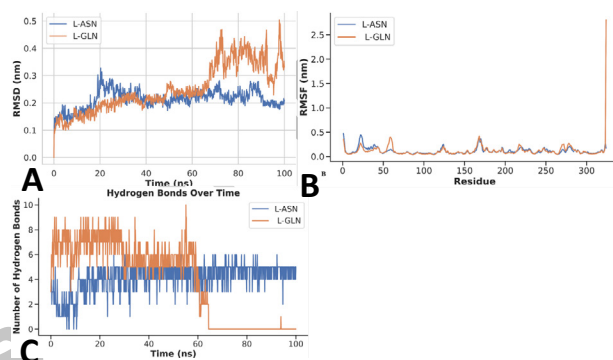 0.5
0.4
0.3
0.2
0.1
0.0
RMSD (nm)
L-ASN
L-GLN
0 20 40 60 80 100
Time (ns)
A
2.5
2.0
1.5
1.0
0.5
0.0
RMSF (nm)
L-ASN
L-GLN
0 50 100 150 200 250 300
Residue
B
B
Hydrogen Bonds Over Time
10
8
6
4
2
0
Number of Hydrogen Bonds
L-ASN
L-GLN
0 20 40 60 80 100
Time (ns)
C